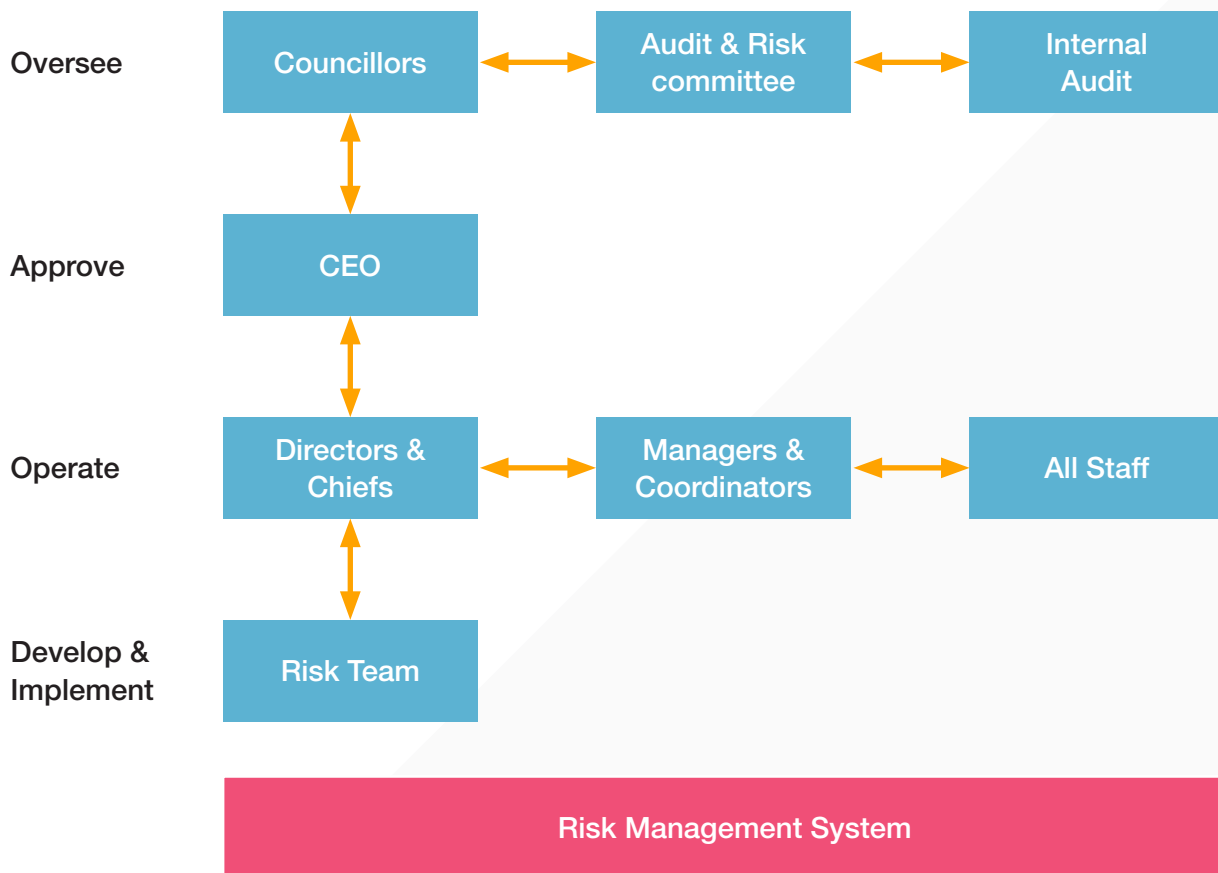 Oversee
Councillors
Audit & Risk
committee
Internal
Audit
Approve
CEO
Operate
Directors &
Chiefs
Managers &
Coordinators
All Staff
Develop &
Implement
Risk Team
Risk Management System